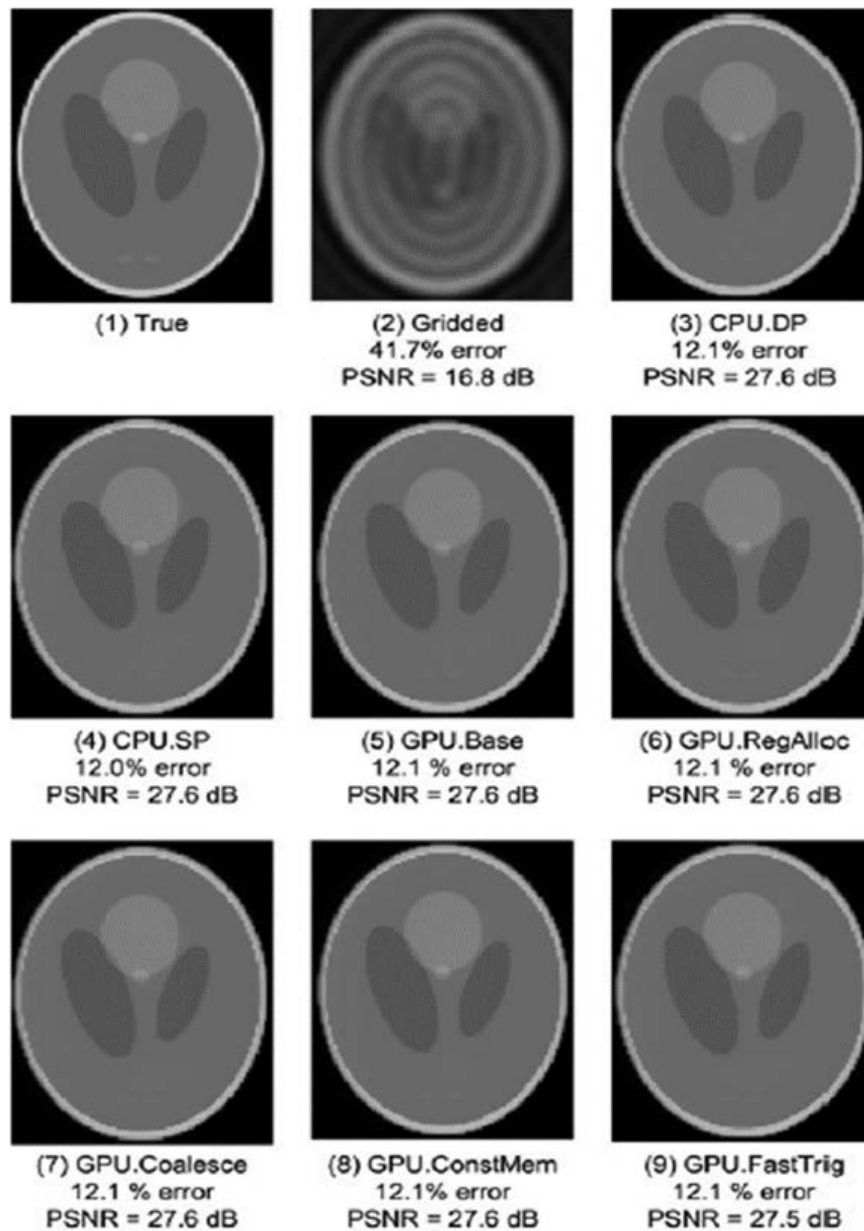 (1) True
(2) Gridded
41.7% error
PSNR = 16.8 dB
(3) CPU.DP
12.1% error
PSNR = 27.6 dB
(4) CPU.SP
12.0% error
PSNR = 27.6 dB
(5) GPU.Base
12.1 % error
PSNR = 27.6 dB
(6) GPU.RegAlloc
12.1 % error
PSNR = 27.6 dB
(7) GPU.Coalesce
12.1 % error
PSNR = 27.6 dB
(8) GPU.ConstMem
12.1% error
PSNR = 27.6 dB
(9) GPU.FastTrig
12.1 % error
PSNR = 27.5 dB